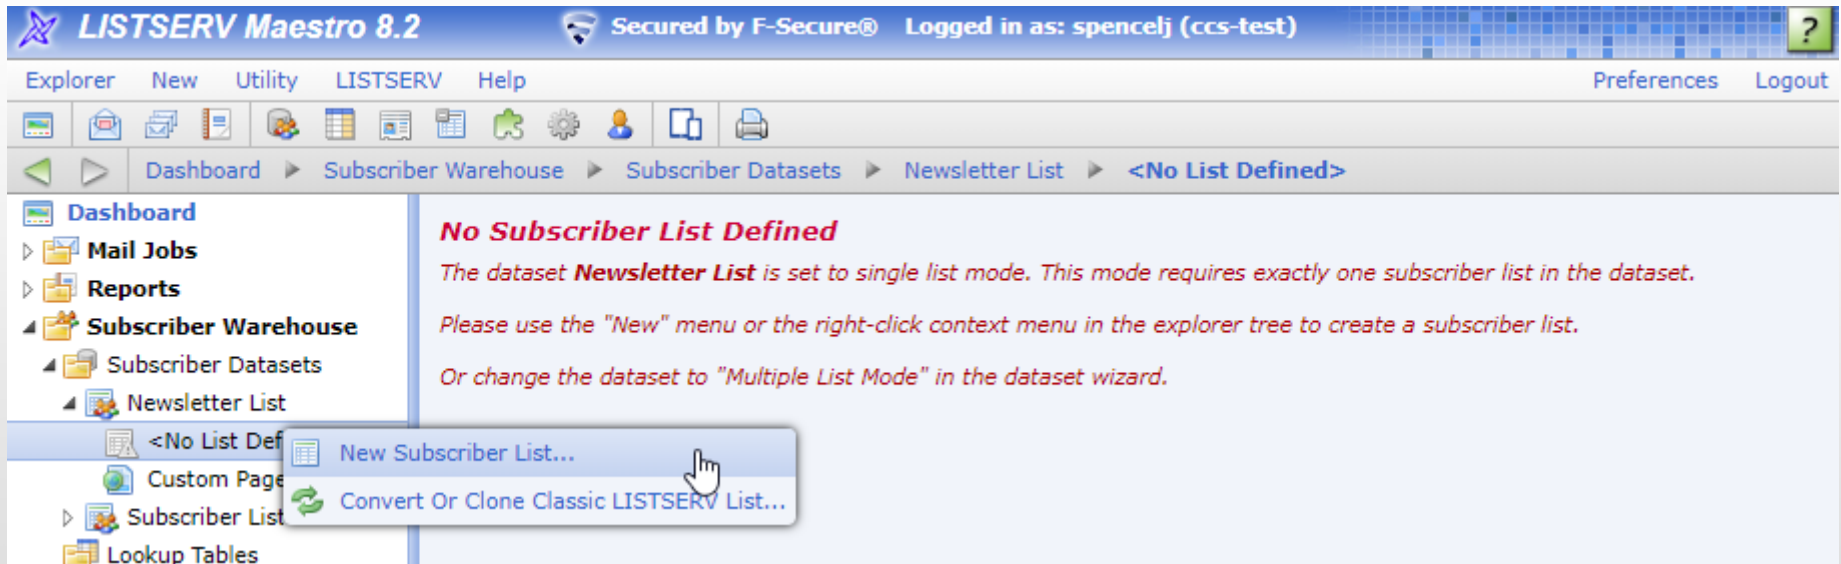 LISTSERV Maestro 8.2 Secured by F-Secure® Logged in as: spencelj (ccs-test) ?
Explorer New Utility LISTSERV Help Preferences Logout
Dashboard Subscriber Warehouse Subscriber Datasets Newsletter List <No List Defined>
Dashboard
Mail Jobs
Reports
Subscriber Warehouse
Subscriber Datasets
Newsletter List
<No List Def
Custom Page
Subscriber List
Lookup Tables
New Subscriber List...
Convert Or Clone Classic LISTSERV List...
No Subscriber List Defined
The dataset Newsletter List is set to single list mode. This mode requires exactly one subscriber list in the dataset.
Please use the "New" menu or the right-click context menu in the explorer tree to create a subscriber list.
Or change the dataset to "Multiple List Mode" in the dataset wizard.